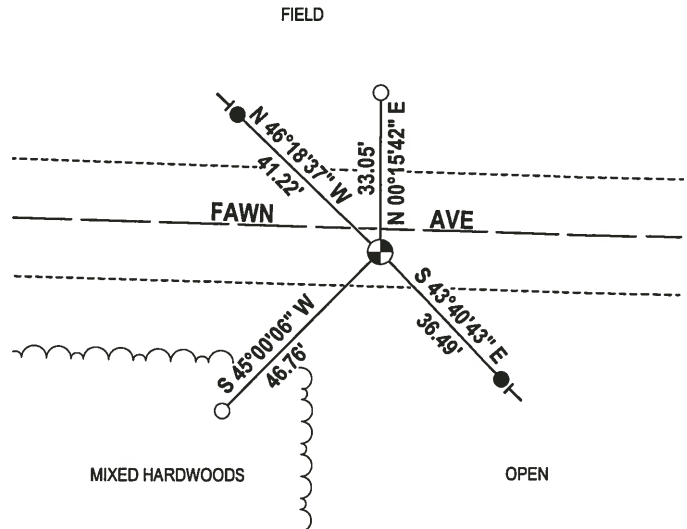 FIELD
N 46°18'37" W
41.22'
33.05'
N 00°15'42" E
FAWN AVE
S 45°00'06" W
46.76'
S 43°40'43" E
36.49'
MIXED HARDWOODS
OPEN